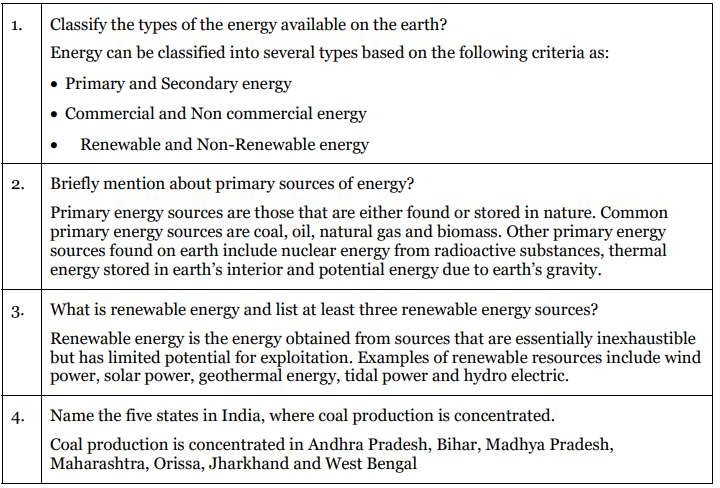 1. Classify the types of the energy available on the earth?
Energy can be classified into several types based on the following criteria as:
• Primary and Secondary energy
• Commercial and Non commercial energy
• Renewable and Non-Renewable energy
2. Briefly mention about primary sources of energy?
Primary energy sources are those that are either found or stored in nature. Common
primary energy sources are coal, oil, natural gas and biomass. Other primary energy
sources found on earth include nuclear energy from radioactive substances, thermal
energy stored in earth's interior and potential energy due to earth's gravity.
3. What is renewable energy and list at least three renewable energy sources?
Renewable energy is the energy obtained from sources that are essentially inexhaustible
but has limited potential for exploitation. Examples of renewable resources include wind
power, solar power, geothermal energy, tidal power and hydro electric.
4. Name the five states in India, where coal production is concentrated.
Coal production is concentrated in Andhra Pradesh, Bihar, Madhya Pradesh,
Maharashtra, Orissa, Jharkhand and West Bengal